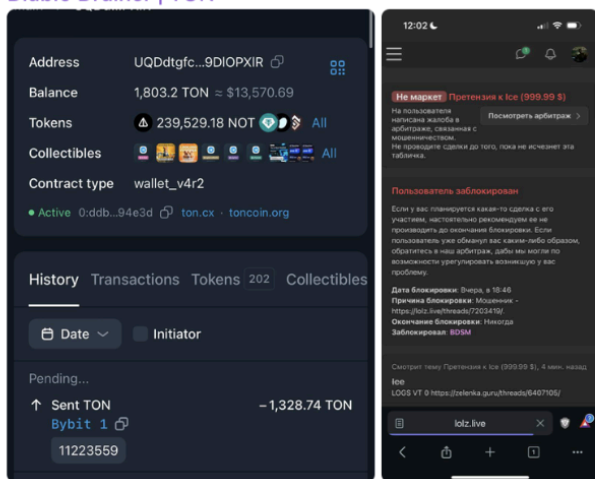 Diablo Drainer | TON
Address UQDdtgfc...9DIOPXIR
Balance 1,803.2 TON ≈ $13,570.69
Tokens 239,529.18 NOT All
Collectibles All
Contract type wallet_v4r2
Active 0:ddb...94e3d ton.cx · toncoin.org
History Transactions Tokens 202 Collectibles
Date Initiator
Pending...
Sent TON −1,328.74 TON
Bybit 1
11223559
12:02
Не маркет Претензия к Ice (999.99 $)
На пользователя
написана жалоба в
арбитраже, связанная с
мошенничеством.
Не проводите сделки до того, пока не исчезнет эта
табличка.
Посмотреть арбитраж >
Пользователь заблокирован
Если у вас планируется какая-то сделка с его
участием, настоятельно рекомендуем ее не
производить до окончания блокировки. Если
пользователь уже обманул вас каким-либо образом,
обратитесь в наш арбитраж, дабы мы могли по
возможности урегулировать возникшую у вас
проблему.
Дата блокировки: Вчера, в 18:46
Причина блокировки: Мошенник -
https://lolz.live/threads/7203419/.
Окончание блокировки: Никогда
Заблокировал: BDSM
Смотрит тему Претензия к Ice (999.99 $), 4 мин. назад
Ice
LOGS VT 0 https://zelenka.guru/threads/6407105/
lolz.live